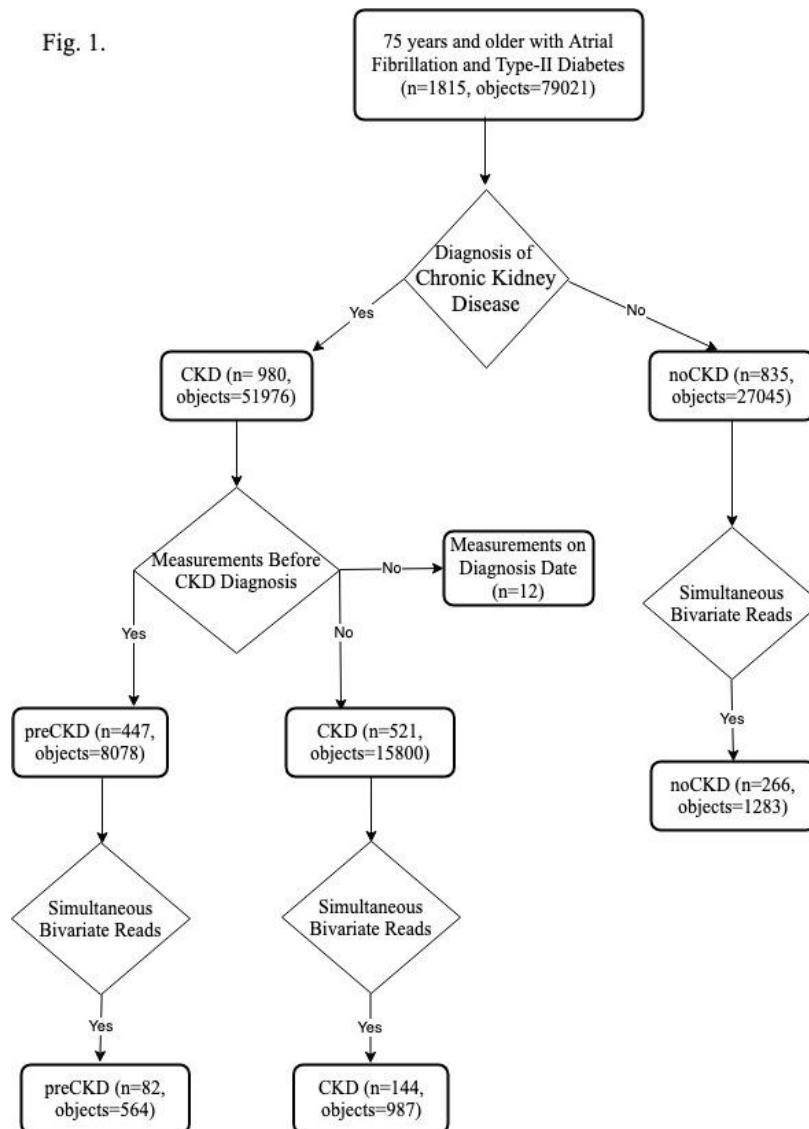 Fig. 1.
75 years and older with Atrial
Fibrillation and Type-II Diabetes
(n=1815, objects=79021)
Diagnosis of
Chronic Kidney
Disease
Yes
No
CKD (n= 980,
objects=51976)
noCKD (n=835,
objects=27045)
Measurements Before
CKD Diagnosis
No
Measurements on
Diagnosis Date
(n=12)
Simultaneous
Bivariate Reads
Yes
No
Yes
preCKD (n=447,
objects=8078)
CKD (n=521,
objects=15800)
noCKD (n=266,
objects=1283)
Simultaneous
Bivariate Reads
Simultaneous
Bivariate Reads
Yes
Yes
preCKD (n=82,
objects=564)
CKD (n=144,
objects=987)